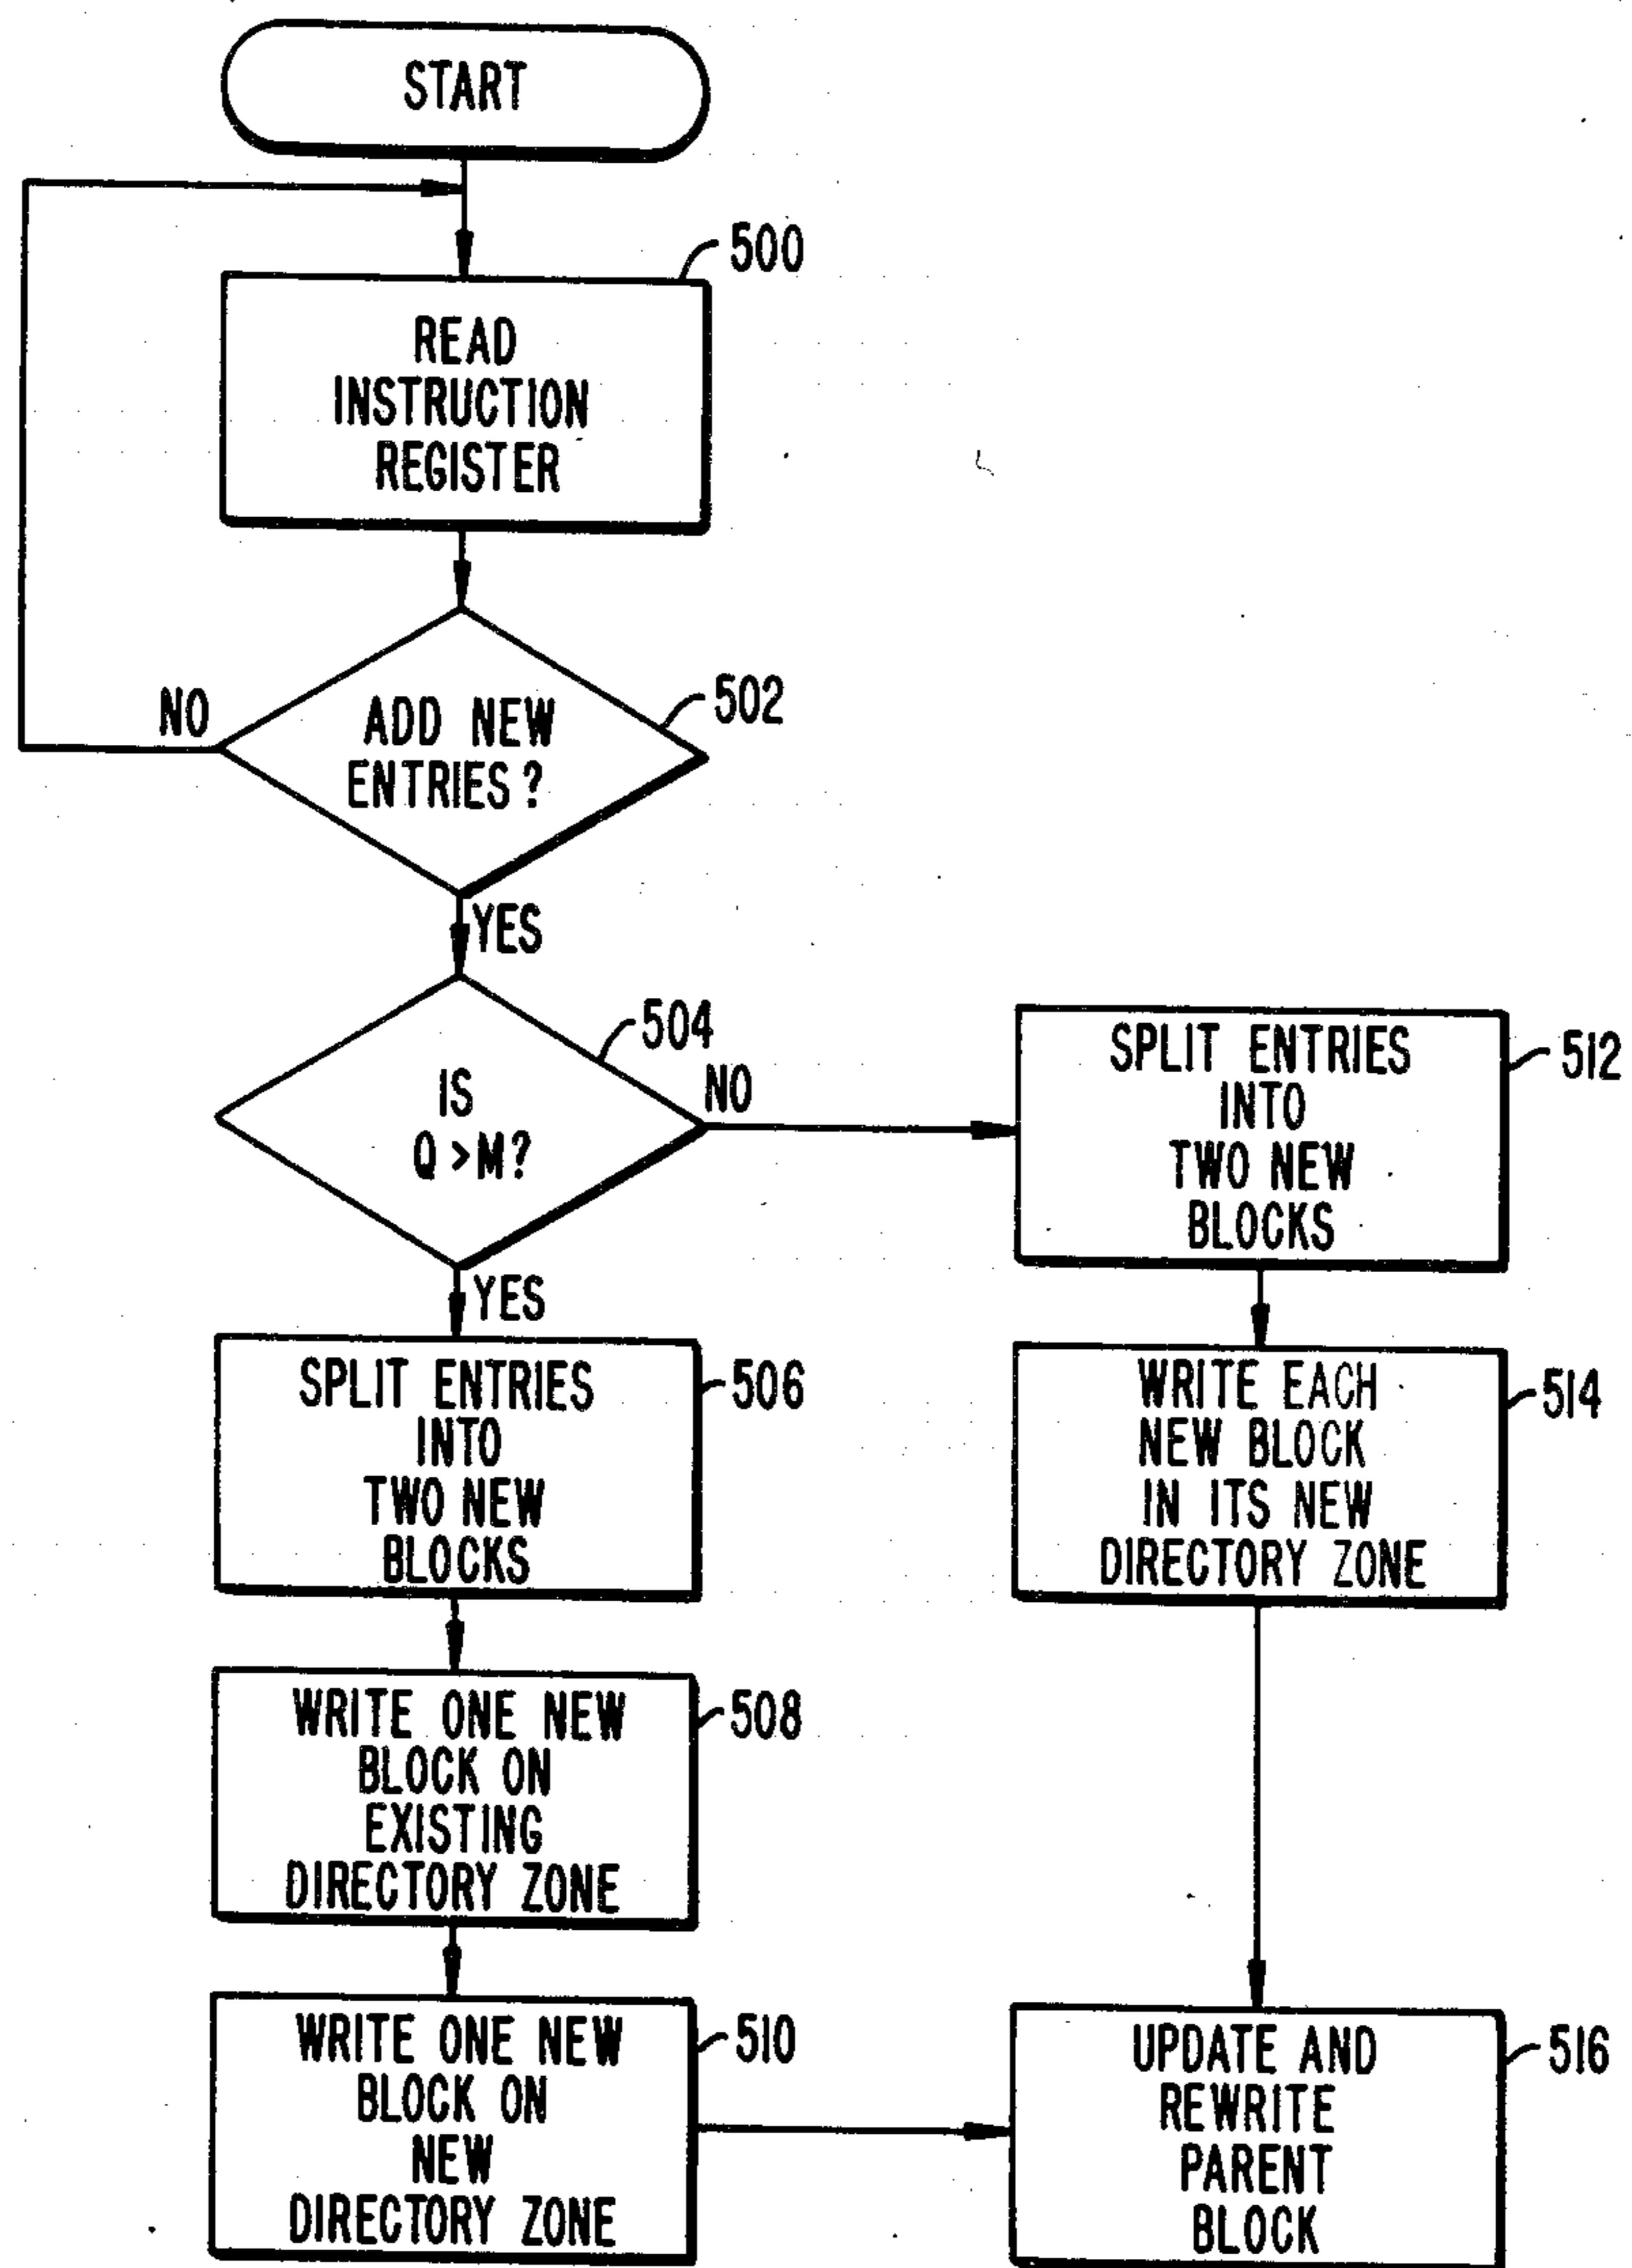 START
500
READ
INSTRUCTION
REGISTER
502
NO
ADD NEW
ENTRIES?
YES
504
IS
Q>M?
NO
YES
512
SPLIT ENTRIES
INTO
TWO NEW
BLOCKS
506
SPLIT ENTRIES
INTO
TWO NEW
BLOCKS
514
WRITE EACH
NEW BLOCK
IN ITS NEW
DIRECTORY ZONE
508
WRITE ONE NEW
BLOCK ON
EXISTING
DIRECTORY ZONE
510
WRITE ONE NEW
BLOCK ON
NEW
DIRECTORY ZONE
516
UPDATE AND
REWRITE
PARENT
BLOCK